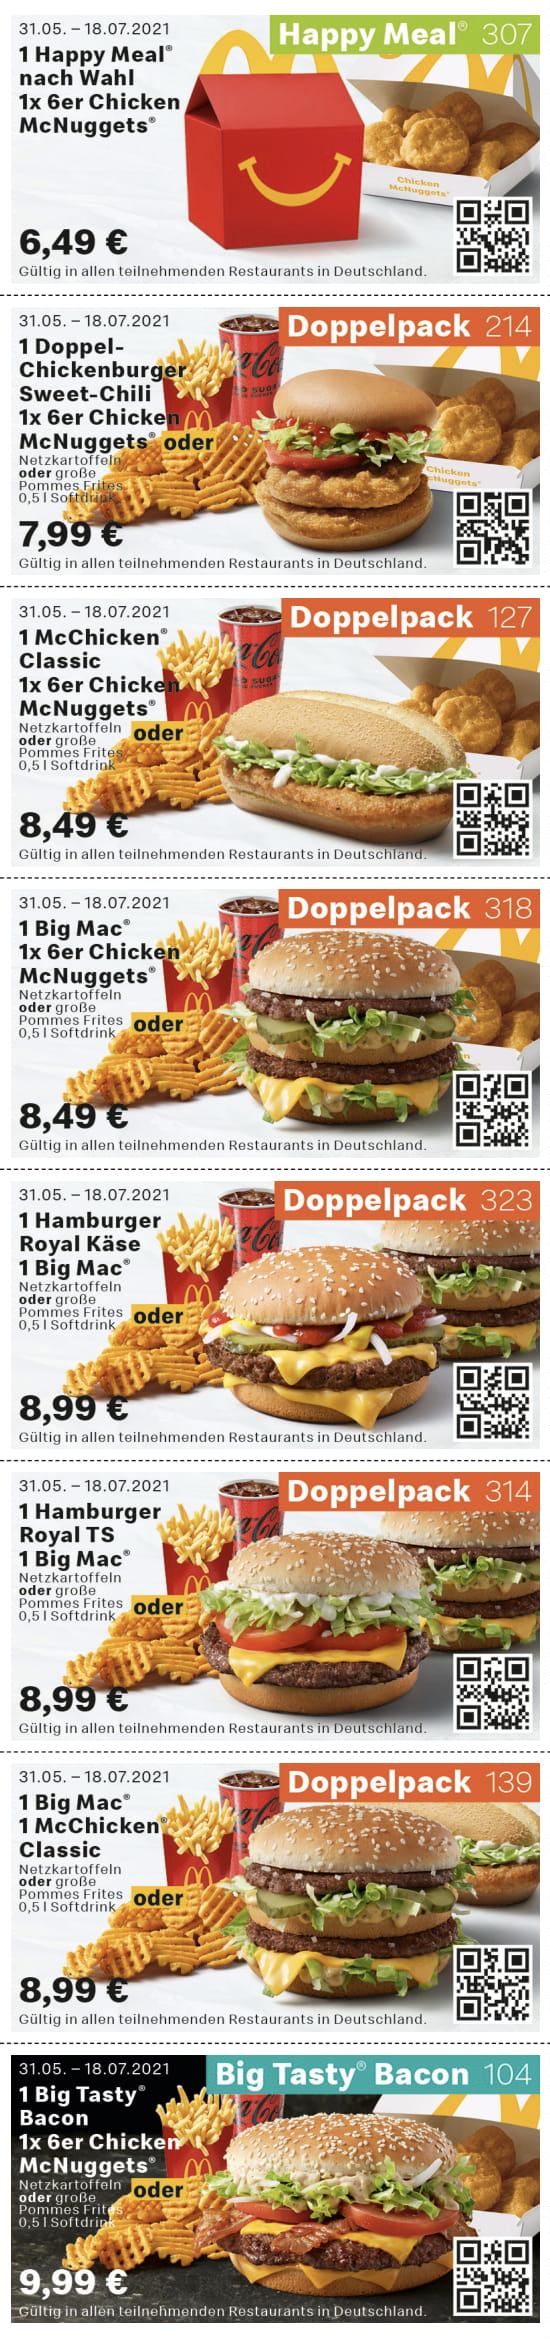 31.05. – 18.07.2021
Happy Meal® 307
1 Happy Meal®
nach Wahl
1x 6er Chicken
McNuggets®
Chicken
McNuggets®
6,49 €
Gültig in allen teilnehmenden Restaurants in Deutschland.
31.05. – 18.07.2021
Doppelpack 214
1 Doppel-
Chickenburger
Sweet-Chili
1x 6er Chicken
McNuggets® oder
Netzkartoffeln
oder große
Pommes Frites
0,5 l Softdrink
Chicken
7,99 €
Gültig in allen teilnehmenden Restaurants in Deutschland.
31.05. – 18.07.2021
Doppelpack 127
1 McChicken®
Classic
1x 6er Chicken
McNuggets®
Netzkartoffeln
oder große
Pommes Frites
0,5 l Softdrink
oder
8,49 €
Gültig in allen teilnehmenden Restaurants in Deutschland.
31.05. – 18.07.2021
Doppelpack 318
1 Big Mac®
1x 6er Chicken
McNuggets®
Netzkartoffeln
oder große
Pommes Frites
0,5 l Softdrink
oder
8,49 €
Gültig in allen teilnehmenden Restaurants in Deutschland.
31.05. – 18.07.2021
Doppelpack 323
1 Hamburger
Royal Käse
1 Big Mac®
Netzkartoffeln
oder große
Pommes Frites
0,5 l Softdrink
oder
8,99 €
Gültig in allen teilnehmenden Restaurants in Deutschland.
31.05. – 18.07.2021
Doppelpack 314
1 Hamburger
Royal TS
1 Big Mac®
Netzkartoffeln
oder große
Pommes Frites
0,5 l Softdrink
oder
8,99 €
Gültig in allen teilnehmenden Restaurants in Deutschland.
31.05. – 18.07.2021
Doppelpack 139
1 Big Mac®
1 McChicken®
Classic
Netzkartoffeln
oder große
Pommes Frites
0,5 l Softdrink
oder
8,99 €
Gültig in allen teilnehmenden Restaurants in Deutschland.
31.05. – 18.07.2021
Big Tasty® Bacon 104
1 Big Tasty®
Bacon
1x 6er Chicken
McNuggets®
Netzkartoffeln
oder große
Pommes Frites
0,5 l Softdrink
oder
9,99 €
Gültig in allen teilnehmenden Restaurants in Deutschland.